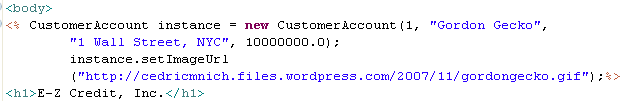 <body>
<% CustomerAccount instance = new CustomerAccount(1, "Gordon Gecko",
"1 Wall Street, NYC", 10000000.0);
instance.setImageUrl
("http://cedricmnich.files.wordpress.com/2007/11/gordongecko.gif");%>
<h1>E-Z Credit, Inc.</h1>